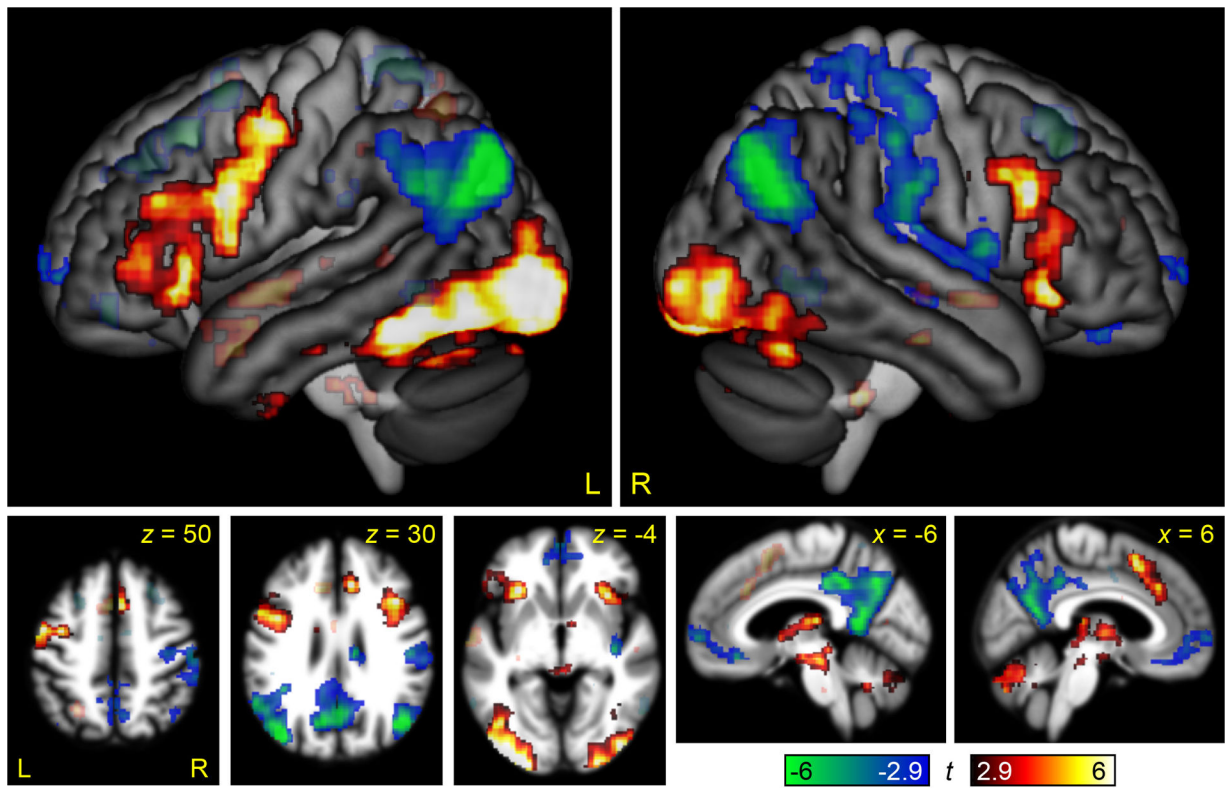 L
R
z = 50
L R
z = 30
z = -4
x = -6
x = 6
-6 -2.9 t 2.9 6